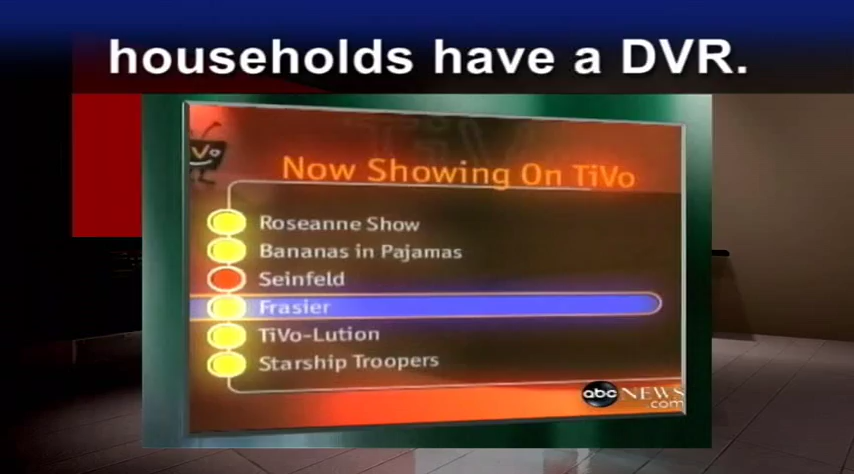 households have a DVR.
TiVo
Now Showing On TiVo
Roseanne Show
Bananas in Pajamas
Seinfeld
Frasier
TiVo-Lution
Starship Troopers
abc NEWS
.com